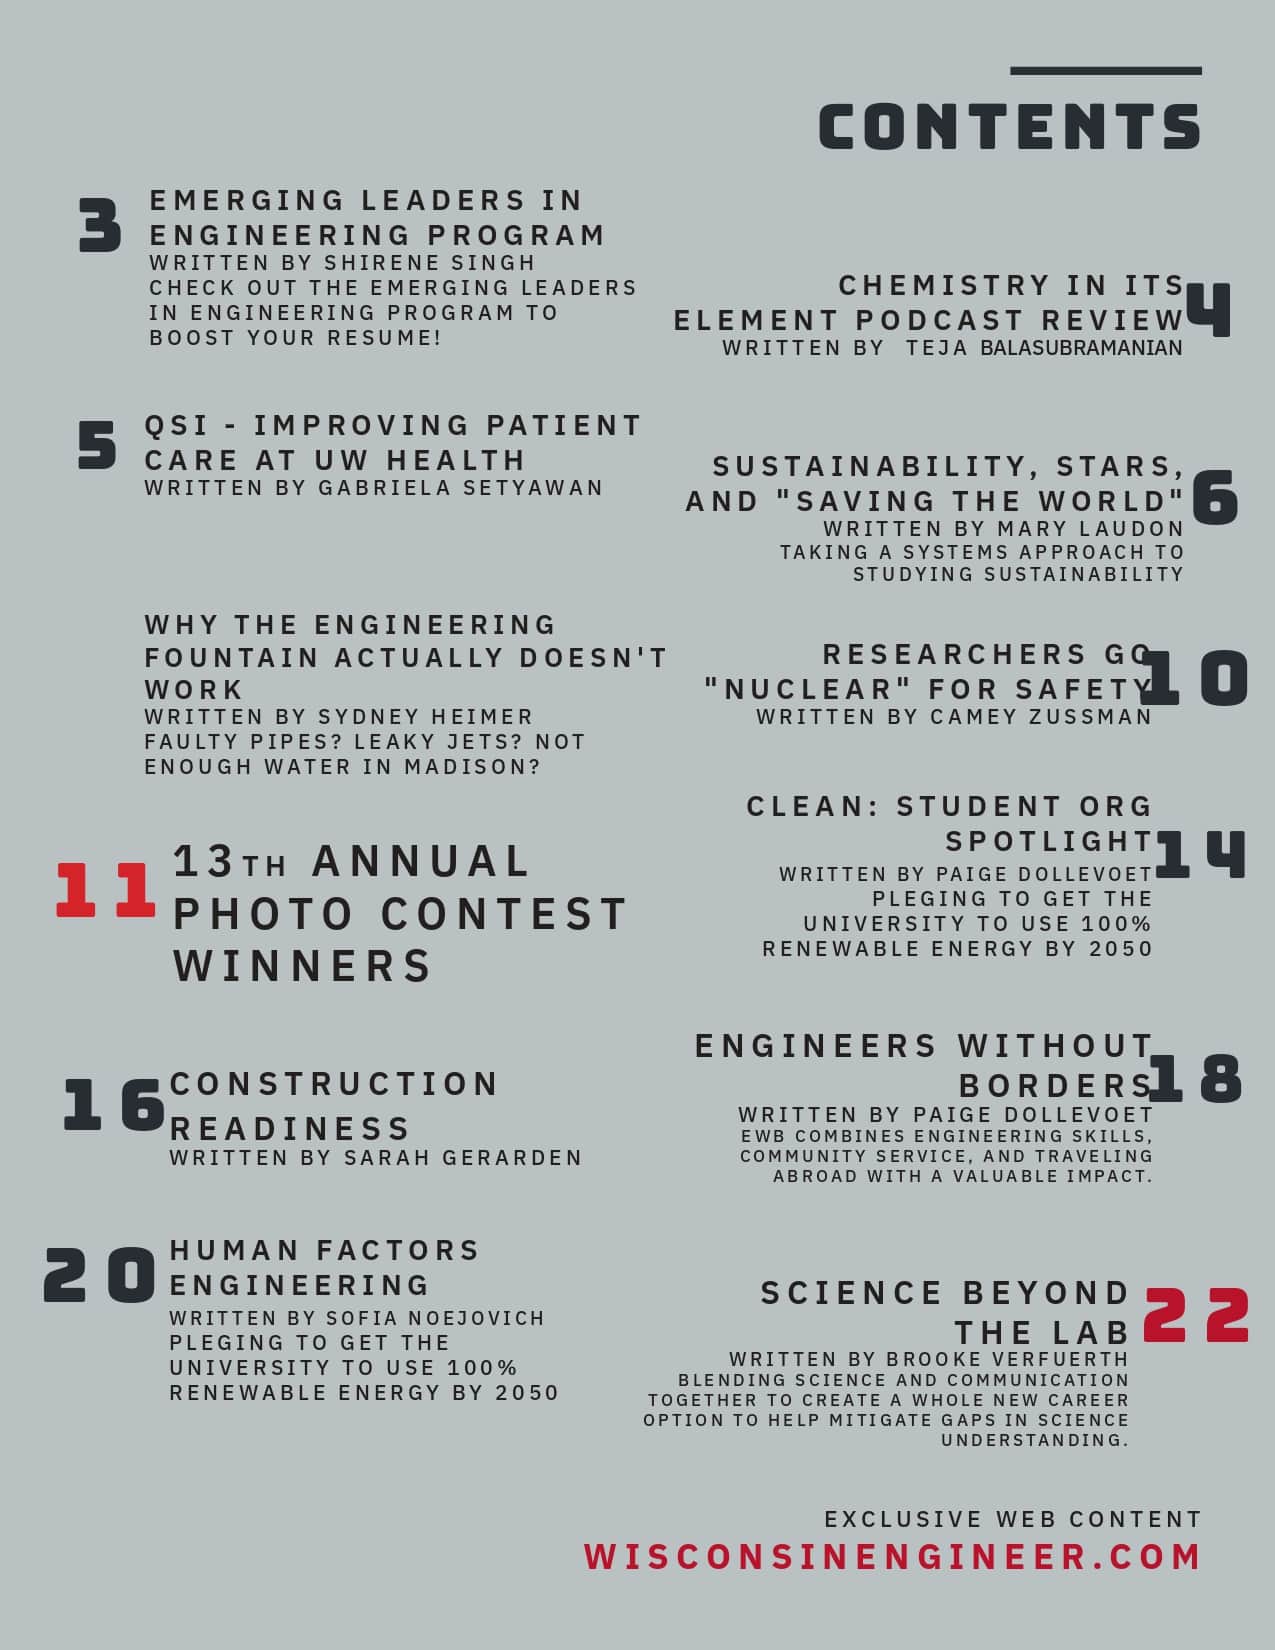 CONTENTS
3
EMERGING LEADERS IN
ENGINEERING PROGRAM
WRITTEN BY SHIRENE SINGH
CHECK OUT THE EMERGING LEADERS
IN ENGINEERING PROGRAM TO
BOOST YOUR RESUME!
CHEMISTRY IN ITS
ELEMENT PODCAST REVIEW
4
WRITTEN BY TEJA BALASUBRAMANIAN
5
QSI - IMPROVING PATIENT
CARE AT UW HEALTH
WRITTEN BY GABRIELA SETYAWAN
SUSTAINABILITY, STARS,
AND "SAVING THE WORLD"
6
WRITTEN BY MARY LAUDON
TAKING A SYSTEMS APPROACH TO
STUDYING SUSTAINABILITY
WHY THE ENGINEERING
FOUNTAIN ACTUALLY DOESN'T
WORK
WRITTEN BY SYDNEY HEIMER
FAULTY PIPES? LEAKY JETS? NOT
ENOUGH WATER IN MADISON?
RESEARCHERS GO
"NUCLEAR" FOR SAFETY
10
WRITTEN BY CAMEY ZUSSMAN
CLEAN: STUDENT ORG
SPOTLIGHT
14
WRITTEN BY PAIGE DOLLEVOET
PLEGING TO GET THE
UNIVERSITY TO USE 100%
RENEWABLE ENERGY BY 2050
11
13TH ANNUAL
PHOTO CONTEST
WINNERS
ENGINEERS WITHOUT
BORDERS
18
WRITTEN BY PAIGE DOLLEVOET
EWB COMBINES ENGINEERING SKILLS,
COMMUNITY SERVICE, AND TRAVELING
ABROAD WITH A VALUABLE IMPACT.
16
CONSTRUCTION
READINESS
WRITTEN BY SARAH GERARDEN
20
HUMAN FACTORS
ENGINEERING
WRITTEN BY SOFIA NOEJOVICH
PLEGING TO GET THE
UNIVERSITY TO USE 100%
RENEWABLE ENERGY BY 2050
SCIENCE BEYOND
THE LAB
22
WRITTEN BY BROOKE VERFUERTH
BLENDING SCIENCE AND COMMUNICATION
TOGETHER TO CREATE A WHOLE NEW CAREER
OPTION TO HELP MITIGATE GAPS IN SCIENCE
UNDERSTANDING.
EXCLUSIVE WEB CONTENT
WISCONSINENGINEER.COM